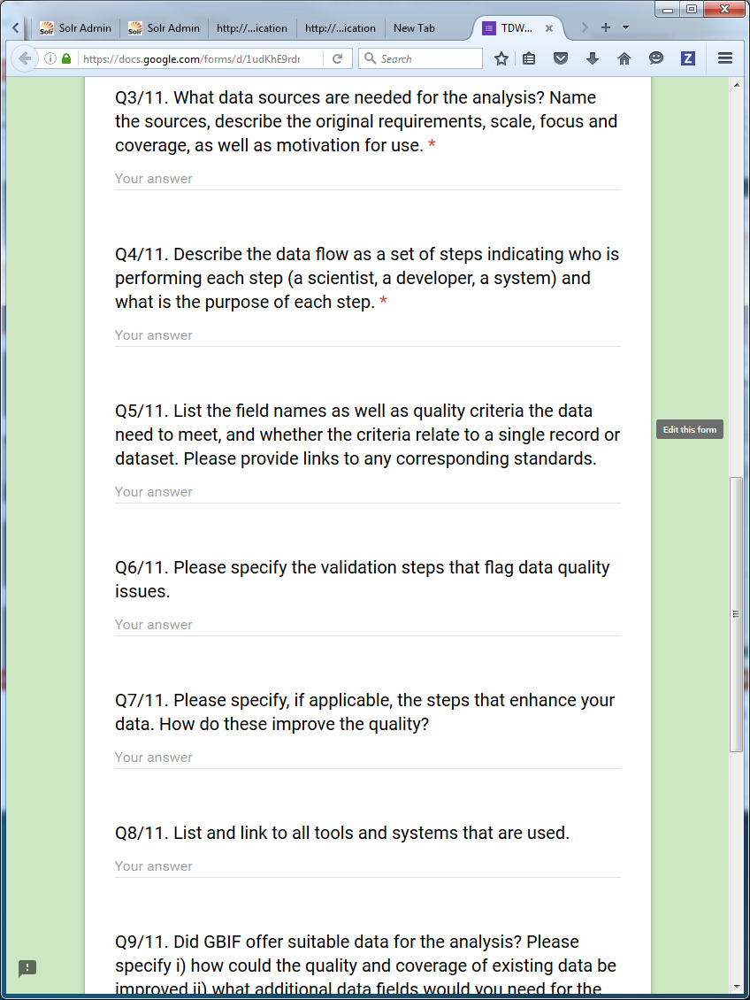 Solr Admin
Solr Admin
http://...ication
http://...ication
New Tab
TDW...
https://docs.google.com/forms/d/1udKhE9rdr
Search
Q3/11. What data sources are needed for the analysis? Name
the sources, describe the original requirements, scale, focus and
coverage, as well as motivation for use. *
Your answer
Q4/11. Describe the data flow as a set of steps indicating who is
performing each step (a scientist, a developer, a system) and
what is the purpose of each step. *
Your answer
Q5/11. List the field names as well as quality criteria the data
need to meet, and whether the criteria relate to a single record or
dataset. Please provide links to any corresponding standards.
Your answer
Edit this form
Q6/11. Please specify the validation steps that flag data quality
issues.
Your answer
Q7/11. Please specify, if applicable, the steps that enhance your
data. How do these improve the quality?
Your answer
Q8/11. List and link to all tools and systems that are used.
Your answer
Q9/11. Did GBIF offer suitable data for the analysis? Please
specify i) how could the quality and coverage of existing data be
improved ii) what additional data fields would you need for the